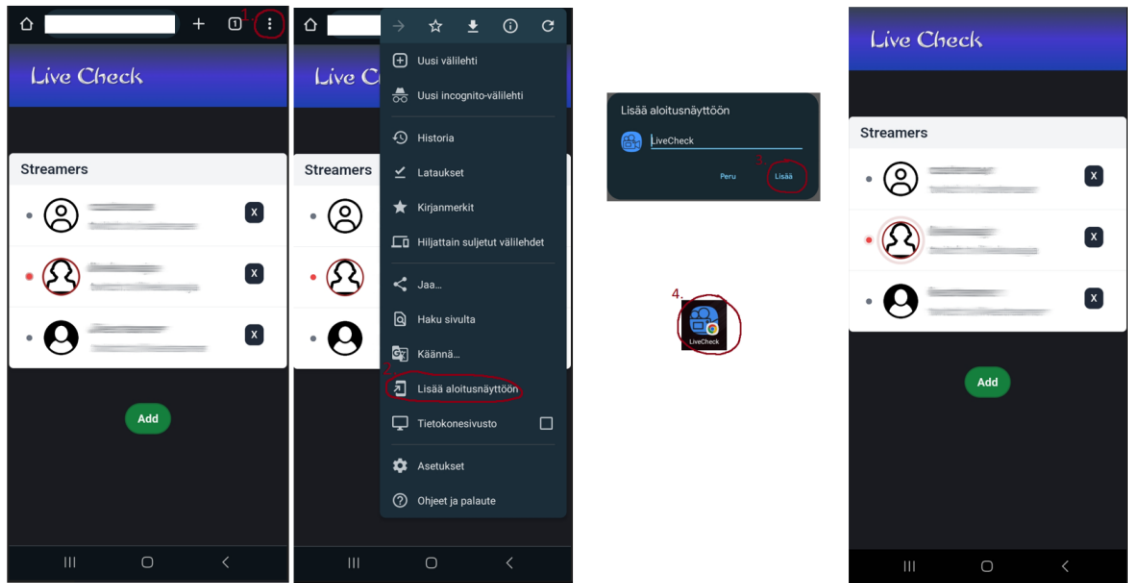 1.
1
Live Check
Streamers
X
X
X
Add
Live C
Streamers
Uusi välilehti
Uusi incognito-välilehti
Historia
Lataukset
Kirjanmerkit
Hiljattain suljetut välilehdet
Jaa…
Haku sivulta
Käännä…
2.
Lisää aloitusnäyttöön
Tietokonesivusto
Asetukset
Ohjeet ja palaute
Lisää aloitusnäyttöön
LiveCheck
3.
Peru Lisää
4.
LiveCheck
Live Check
Streamers
X
X
X
Add